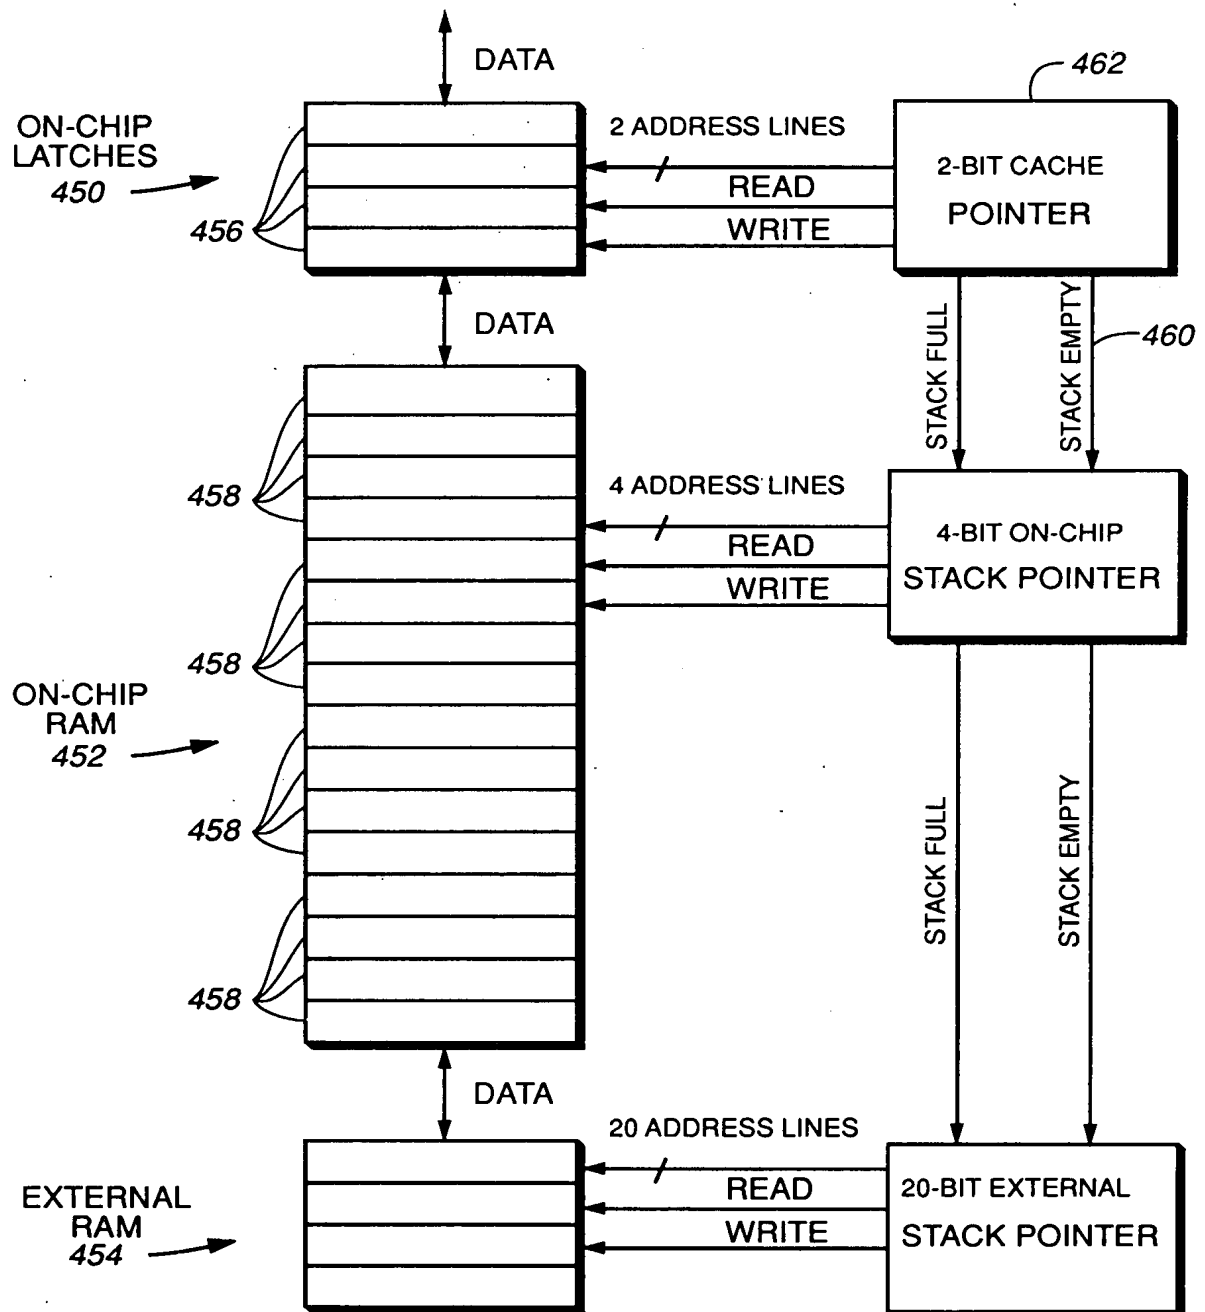 DATA
462
ON-CHIP
LATCHES
450
2 ADDRESS LINES
READ
WRITE
2-BIT CACHE
POINTER
456
DATA
STACK FULL
STACK EMPTY
460
458
4 ADDRESS LINES
READ
WRITE
4-BIT ON-CHIP
STACK POINTER
458
ON-CHIP
RAM
452
458
STACK FULL
STACK EMPTY
458
DATA
20 ADDRESS LINES
READ
WRITE
20-BIT EXTERNAL
STACK POINTER
EXTERNAL
RAM
454